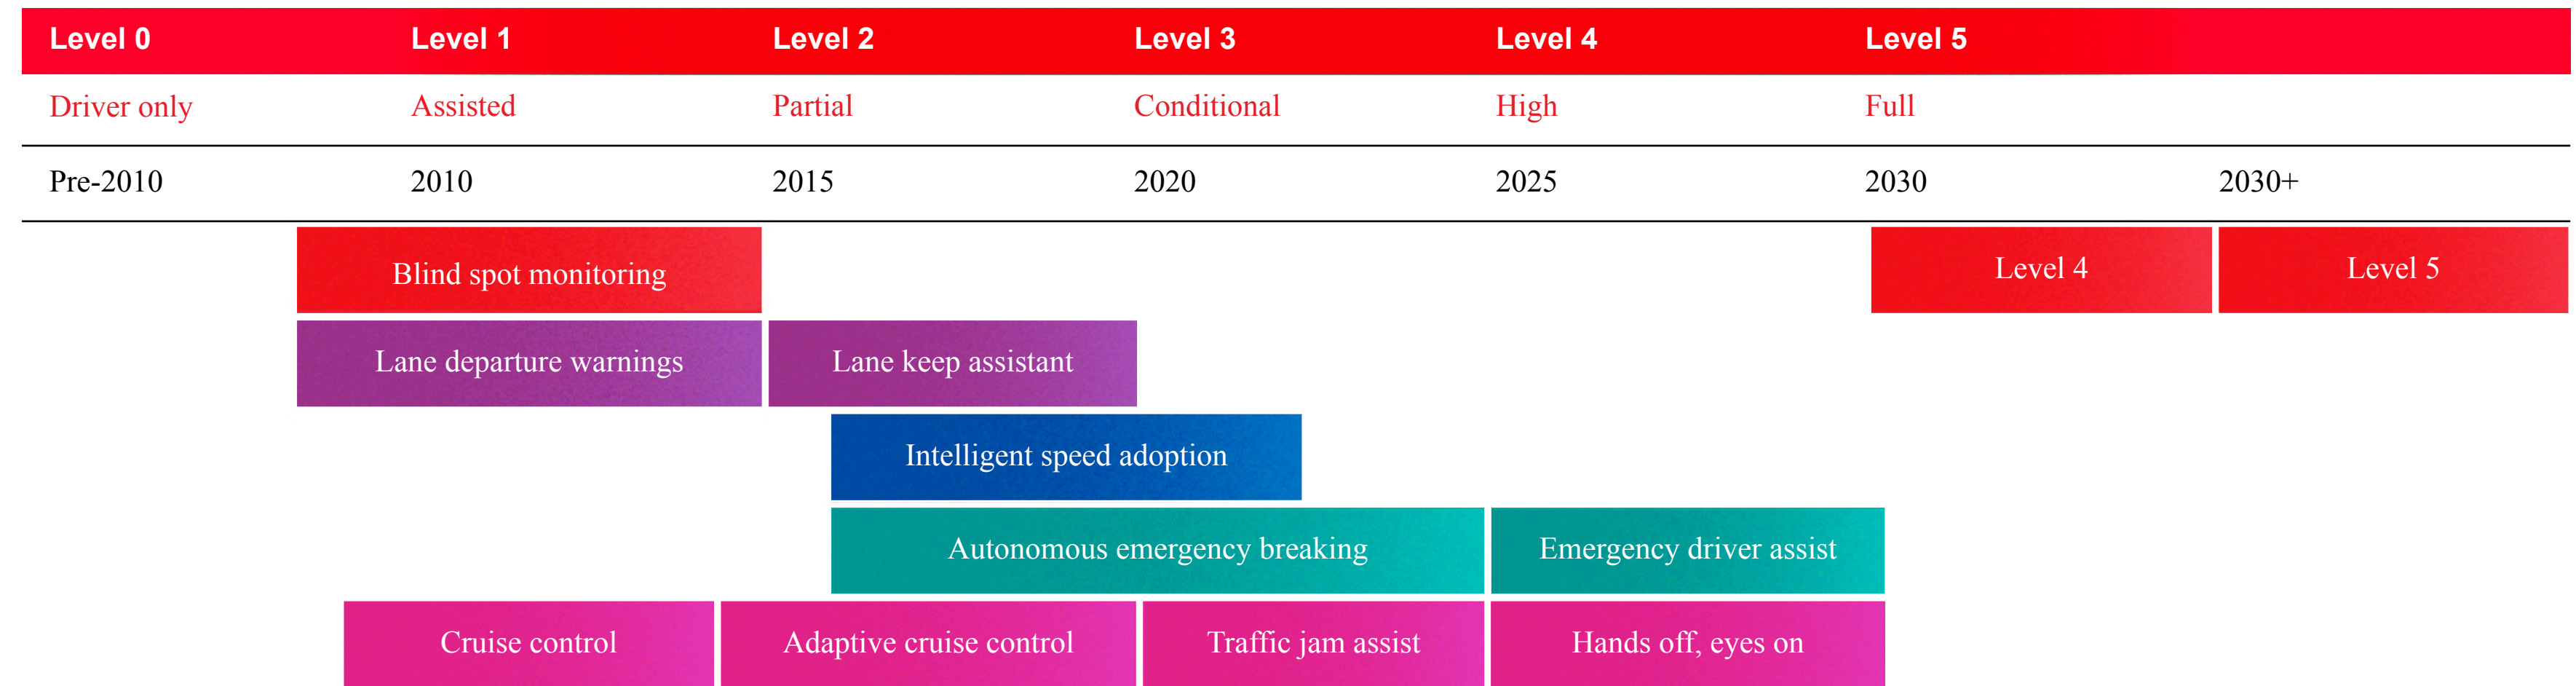 Level 0 Level 1 Level 2 Level 3 Level 4 Level 5
Driver only Assisted Partial Conditional High Full
Pre-2010 2010 2015 2020 2025 2030 2030+
Blind spot monitoring Level 4 Level 5
Lane departure warnings Lane keep assistant
Intelligent speed adoption
Autonomous emergency breaking Emergency driver assist
Cruise control Adaptive cruise control Traffic jam assist Hands off, eyes on